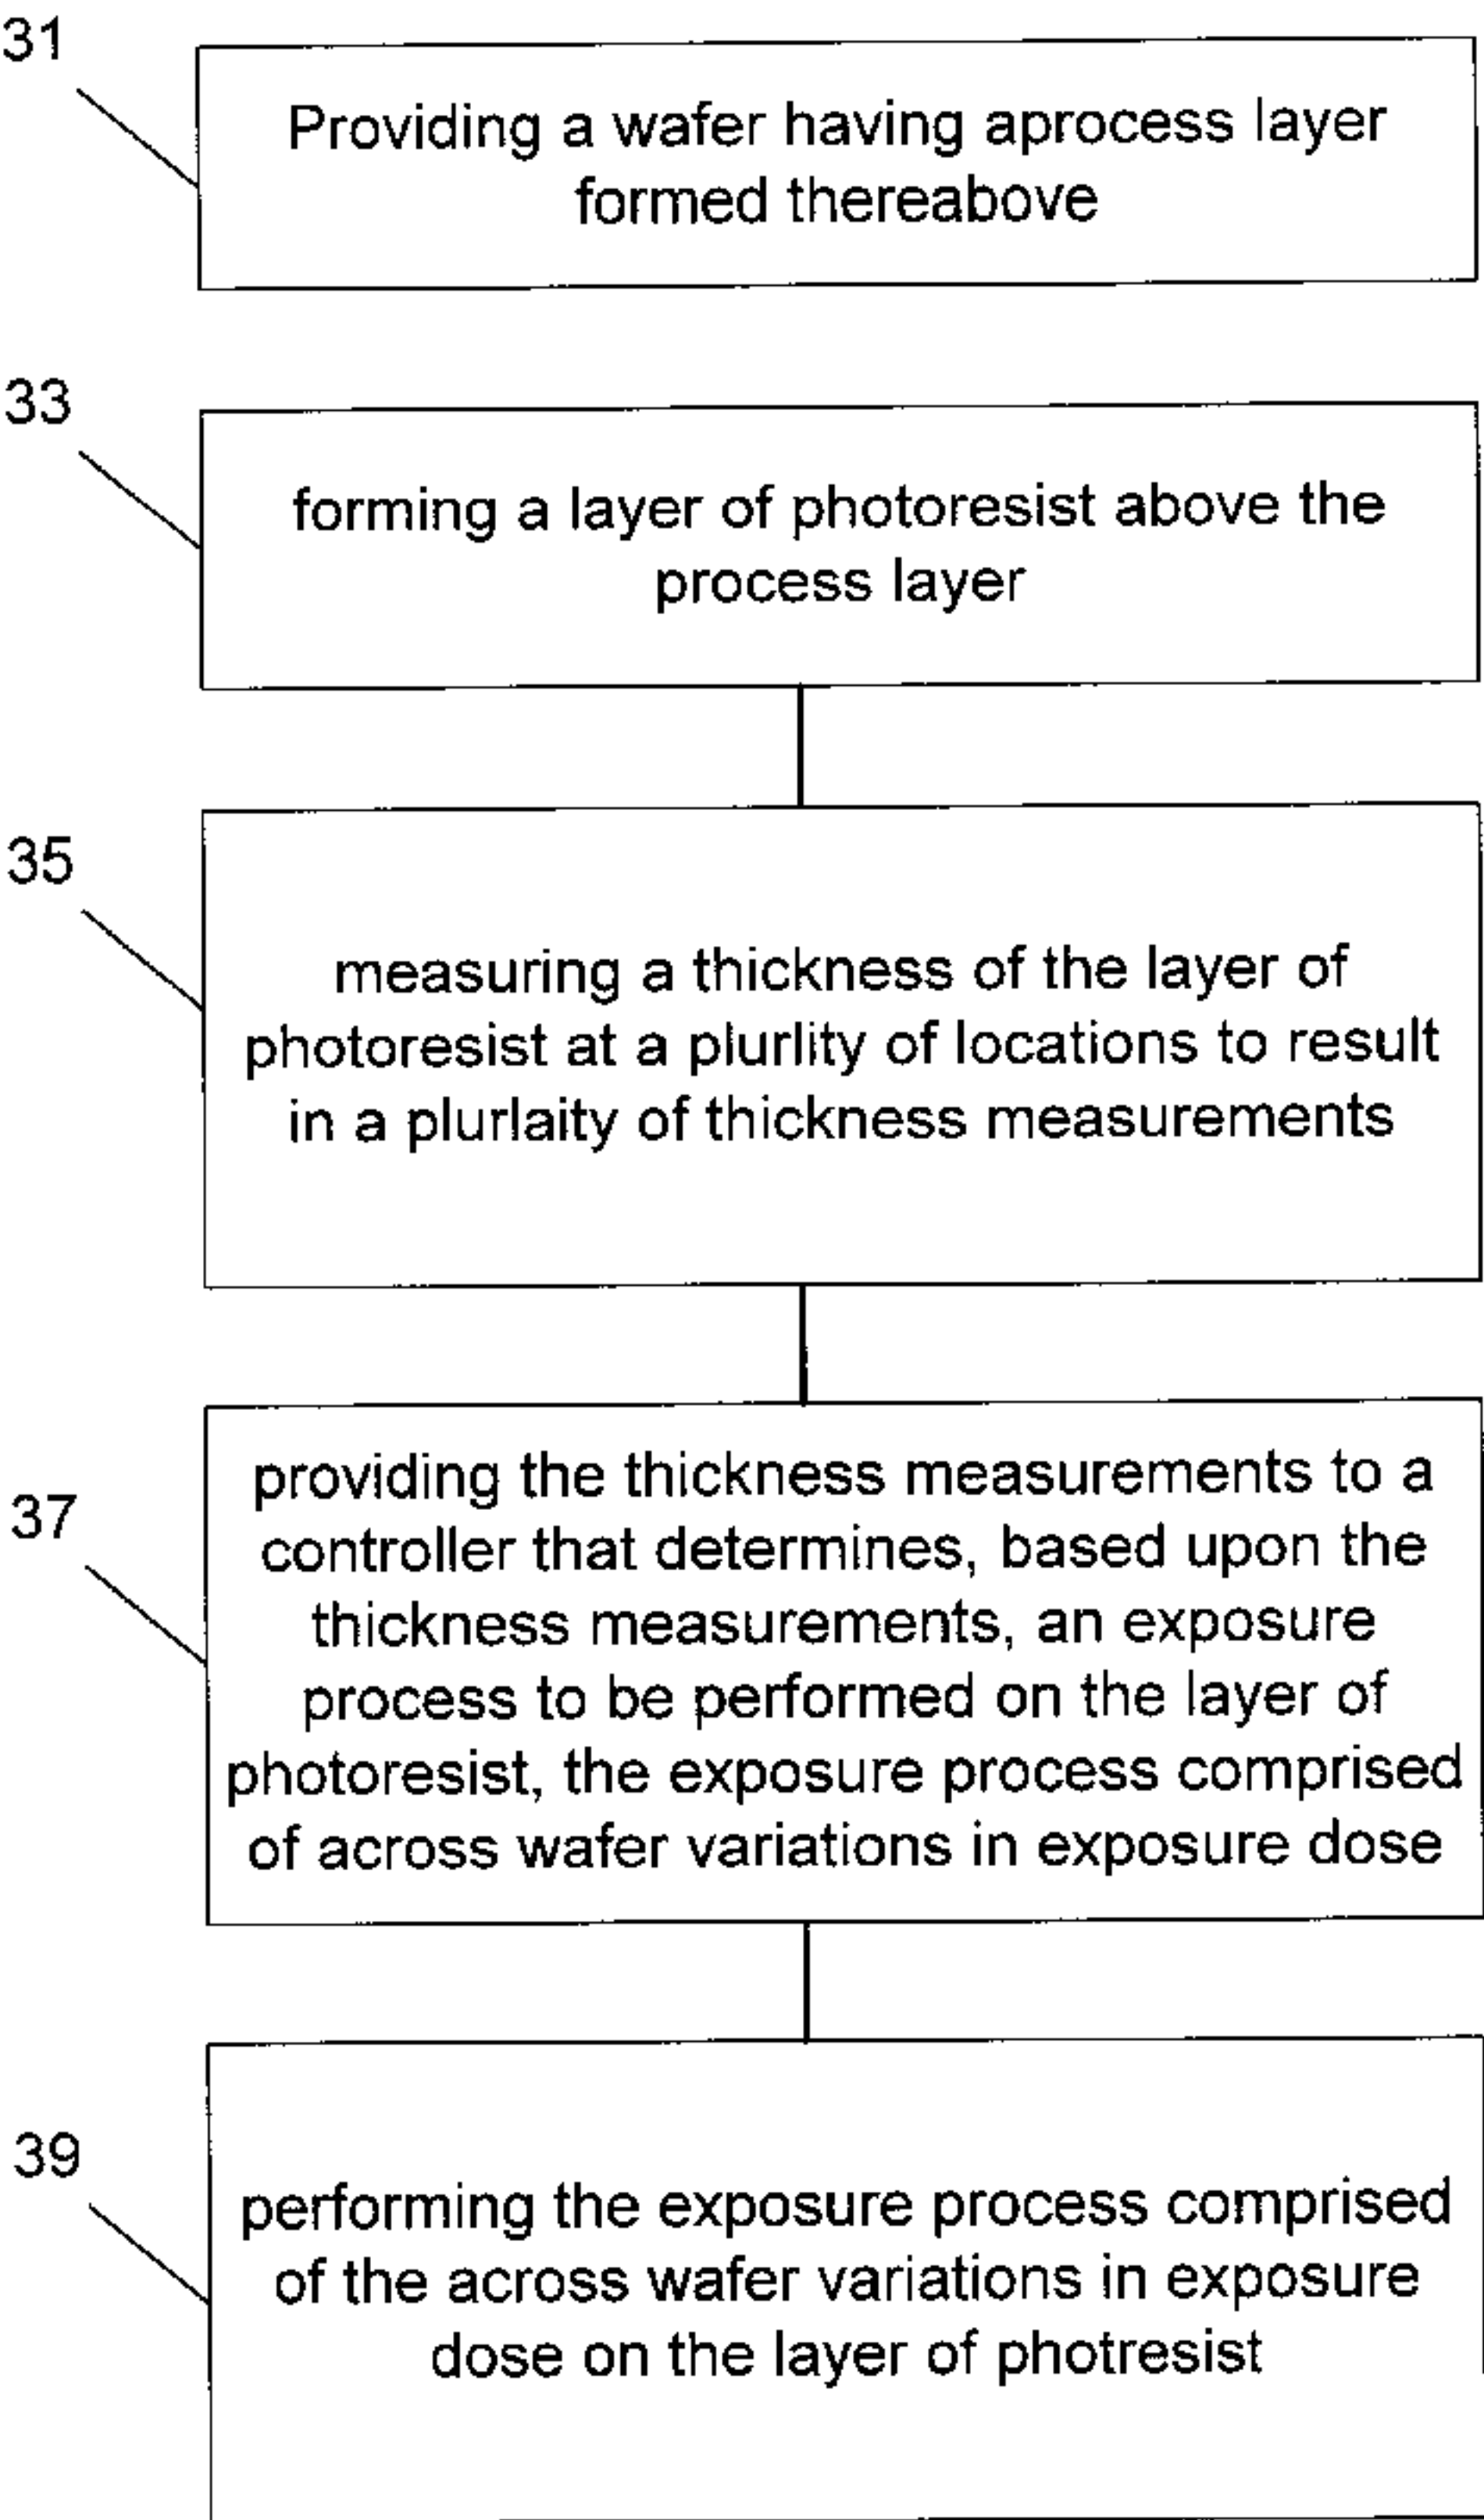 31
Providing a wafer having aprocess layer
formed thereabove
33
forming a layer of photoresist above the
process layer
35
measuring a thickness of the layer of
photoresist at a plurlity of locations to result
in a plurlaity of thickness measurements
37
providing the thickness measurements to a
controller that determines, based upon the
thickness measurements, an exposure
process to be performed on the layer of
photoresist, the exposure process comprised
of across wafer variations in exposure dose
39
performing the exposure process comprised
of the across wafer variations in exposure
dose on the layer of photresist